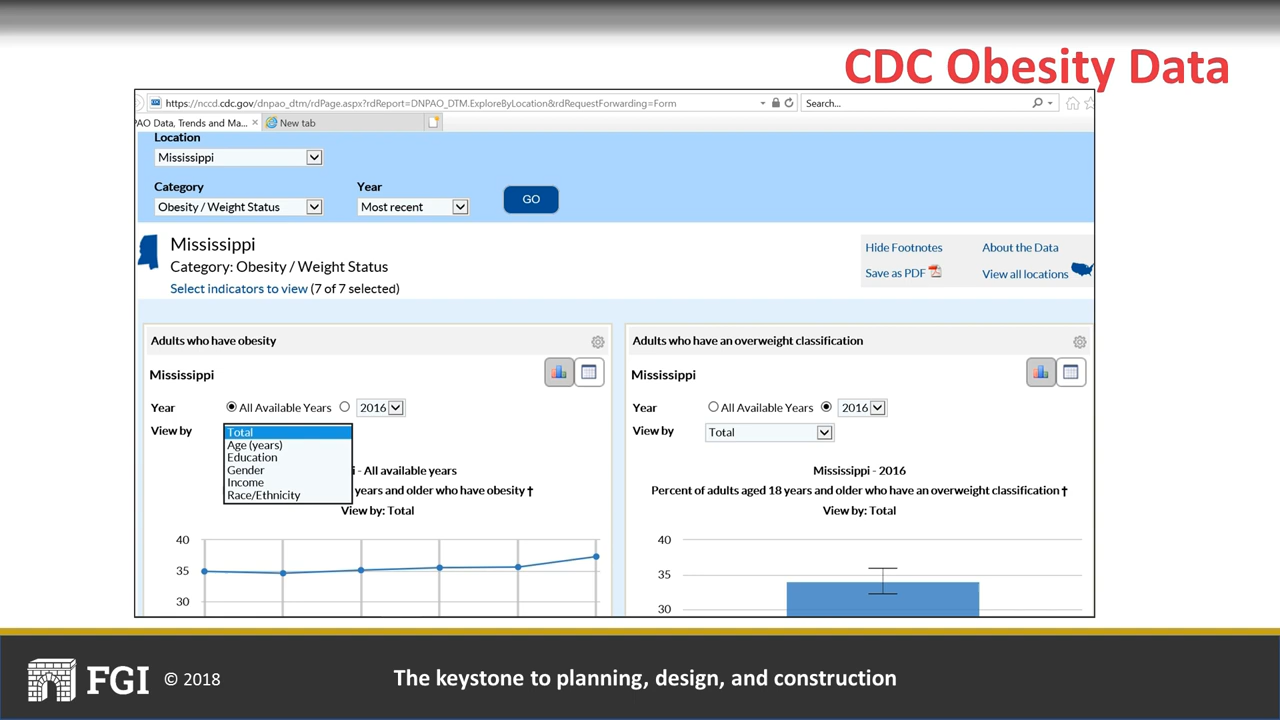 CDC Obesity Data
https://nccd.cdc.gov/dnpao_dtm/rdPage.aspx?rdReport=DNPAO_DTM.ExploreByLocation&rdRequestForwarding=Form
Search...
PAO Data, Trends and Ma... ×
New tab
Location
Mississippi
Category
Year
Obesity / Weight Status
Most recent
GO
Mississippi
Category: Obesity / Weight Status
Select indicators to view (7 of 7 selected)
Hide Footnotes
About the Data
Save as PDF
View all locations
Adults who have obesity
Mississippi
Year
All Available Years
2016
View by
Total
Age (years)
Education
Gender
Income
Race/Ethnicity
i - All available years
years and older who have obesity †
View by: Total
40
35
30
Adults who have an overweight classification
Mississippi
Year
All Available Years
2016
View by
Total
Mississippi - 2016
Percent of adults aged 18 years and older who have an overweight classification †
View by: Total
40
35
30
FGI © 2018
The keystone to planning, design, and construction